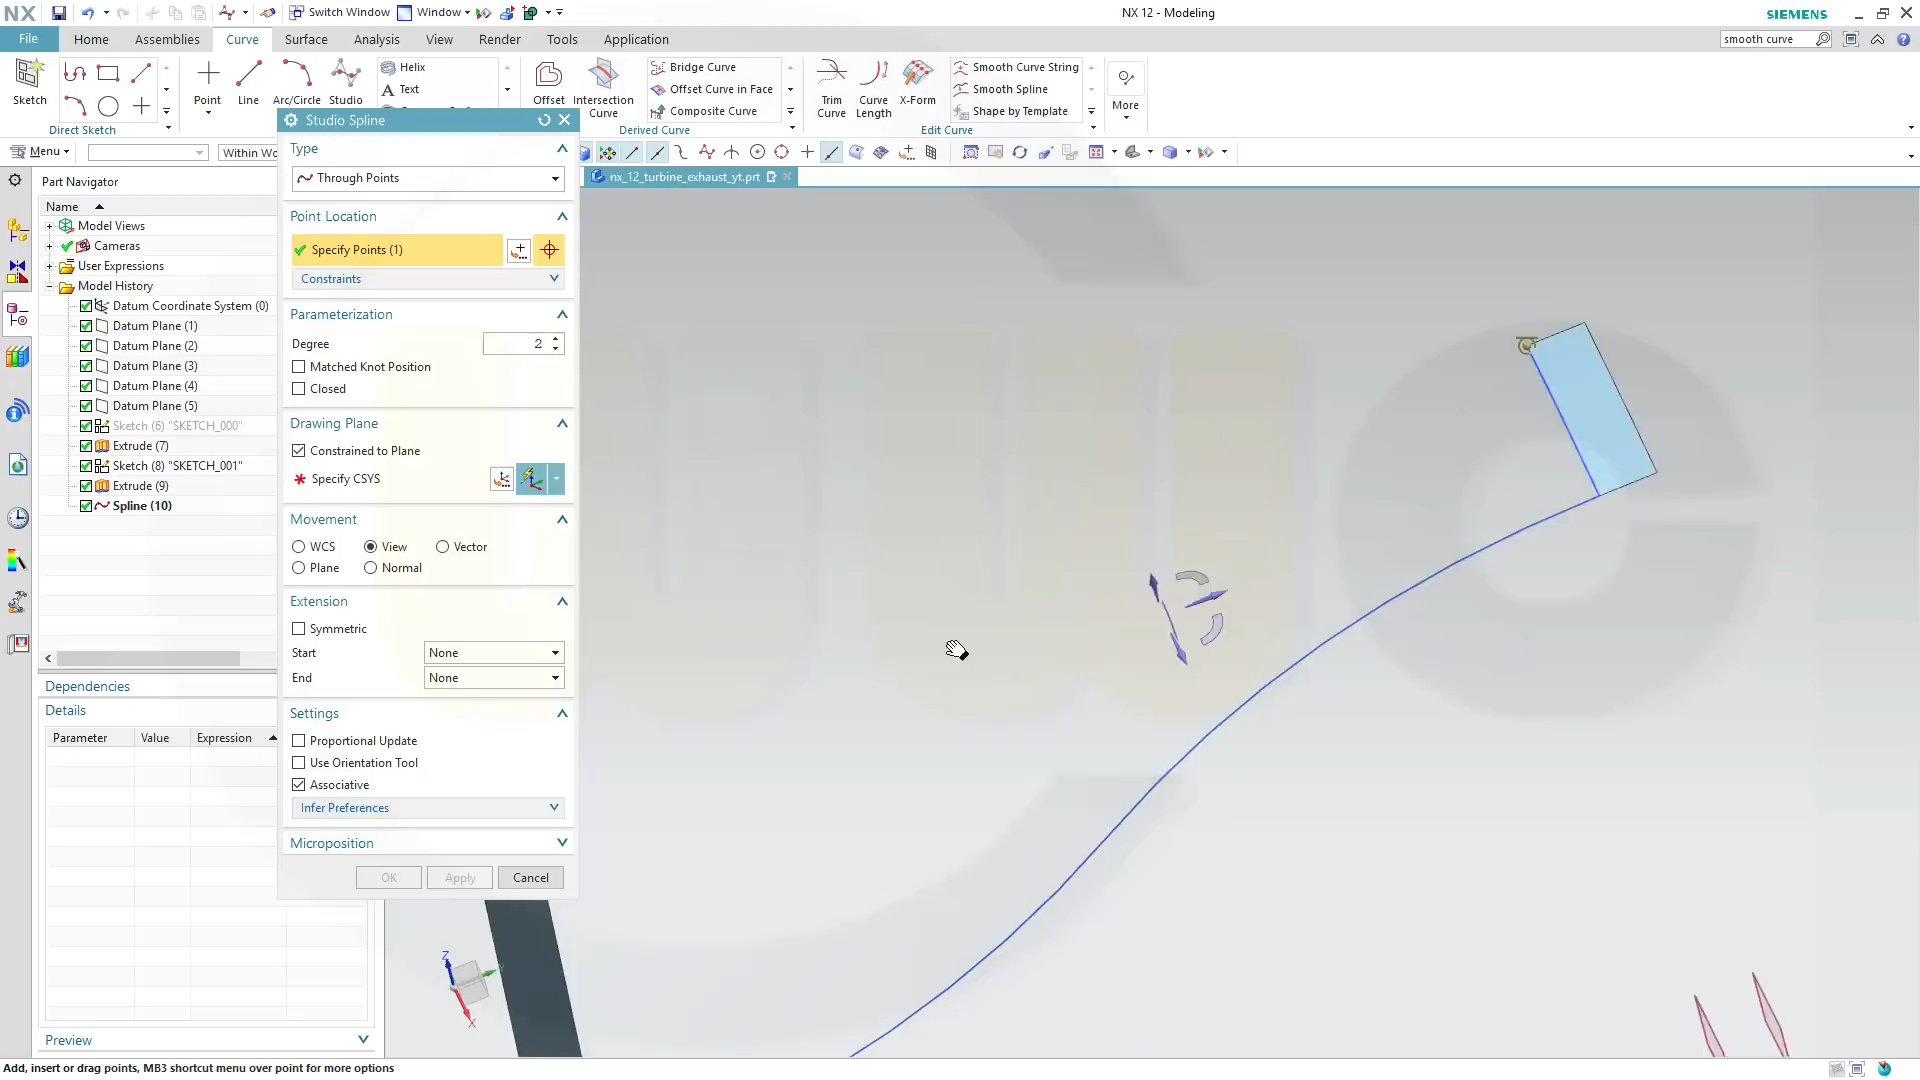 NX
Switch Window
Window
NX 12 - Modeling
SIEMENS
File
Home
Assemblies
Curve
Surface
Analysis
View
Render
Tools
Application
smooth curve
Sketch
Point
Line
Arc/Circle
Studio
Helix
Text
Offset
Intersection
Curve
Bridge Curve
Offset Curve in Face
Composite Curve
Trim
Curve
Curve
Length
X-Form
Smooth Curve String
Smooth Spline
Shape by Template
More
Direct Sketch
Derived Curve
Edit Curve
Menu
Within Wo
Studio Spline
Type
Through Points
Point Location
Specify Points (1)
Constraints
Parameterization
Degree
2
Matched Knot Position
Closed
Drawing Plane
Constrained to Plane
Specify CSYS
Movement
WCS
View
Vector
Plane
Normal
Extension
Symmetric
Start
None
End
None
Settings
Proportional Update
Use Orientation Tool
Associative
Infer Preferences
Microposition
OK
Apply
Cancel
nx_12_turbine_exhaust_yt.prt
Part Navigator
Name
Model Views
Cameras
User Expressions
Model History
Datum Coordinate System (0)
Datum Plane (1)
Datum Plane (2)
Datum Plane (3)
Datum Plane (4)
Datum Plane (5)
Sketch (6) "SKETCH_000"
Extrude (7)
Sketch (8) "SKETCH_001"
Extrude (9)
Spline (10)
Dependencies
Details
Parameter
Value
Expression
Preview
Z
X
Add, insert or drag points, MB3 shortcut menu over point for more options